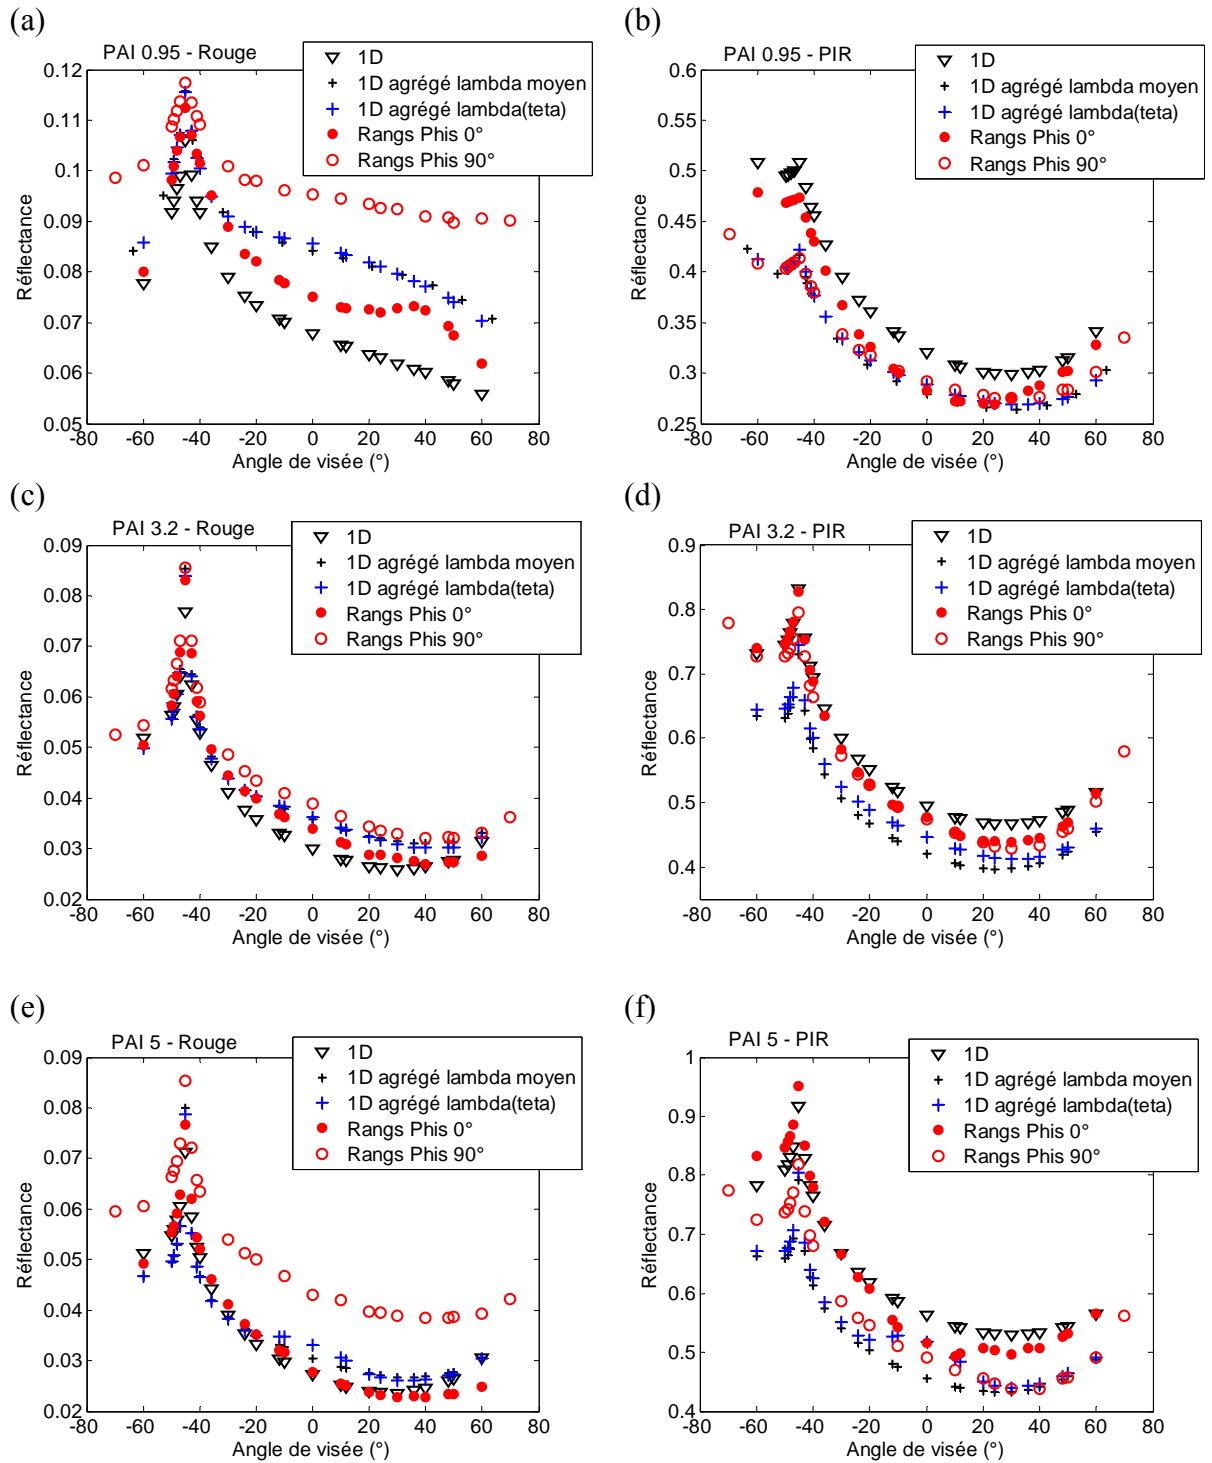 (a)
PAI 0.95 - Rouge
1D
1D agrégé lambda moyen
1D agrégé lambda(teta)
Rangs Phis 0°
Rangs Phis 90°
Réflectance
0.12
0.11
0.1
0.09
0.08
0.07
0.06
0.05
-80 -60 -40 -20 0 20 40 60 80
Angle de visée (°)
(b)
PAI 0.95 - PIR
1D
1D agrégé lambda moyen
1D agrégé lambda(teta)
Rangs Phis 0°
Rangs Phis 90°
Réflectance
0.6
0.55
0.5
0.45
0.4
0.35
0.3
0.25
-80 -60 -40 -20 0 20 40 60 80
Angle de visée (°)
(c)
PAI 3.2 - Rouge
1D
1D agrégé lambda moyen
1D agrégé lambda(teta)
Rangs Phis 0°
Rangs Phis 90°
Réflectance
0.09
0.08
0.07
0.06
0.05
0.04
0.03
0.02
-80 -60 -40 -20 0 20 40 60 80
Angle de visée (°)
(d)
PAI 3.2 - PIR
1D
1D agrégé lambda moyen
1D agrégé lambda(teta)
Rangs Phis 0°
Rangs Phis 90°
Réflectance
0.9
0.8
0.7
0.6
0.5
0.4
-80 -60 -40 -20 0 20 40 60 80
Angle de visée (°)
(e)
PAI 5 - Rouge
1D
1D agrégé lambda moyen
1D agrégé lambda(teta)
Rangs Phis 0°
Rangs Phis 90°
Réflectance
0.09
0.08
0.07
0.06
0.05
0.04
0.03
0.02
-80 -60 -40 -20 0 20 40 60 80
Angle de visée (°)
(f)
PAI 5 - PIR
1D
1D agrégé lambda moyen
1D agrégé lambda(teta)
Rangs Phis 0°
Rangs Phis 90°
Réflectance
1
0.9
0.8
0.7
0.6
0.5
0.4
-80 -60 -40 -20 0 20 40 60 80
Angle de visée (°)